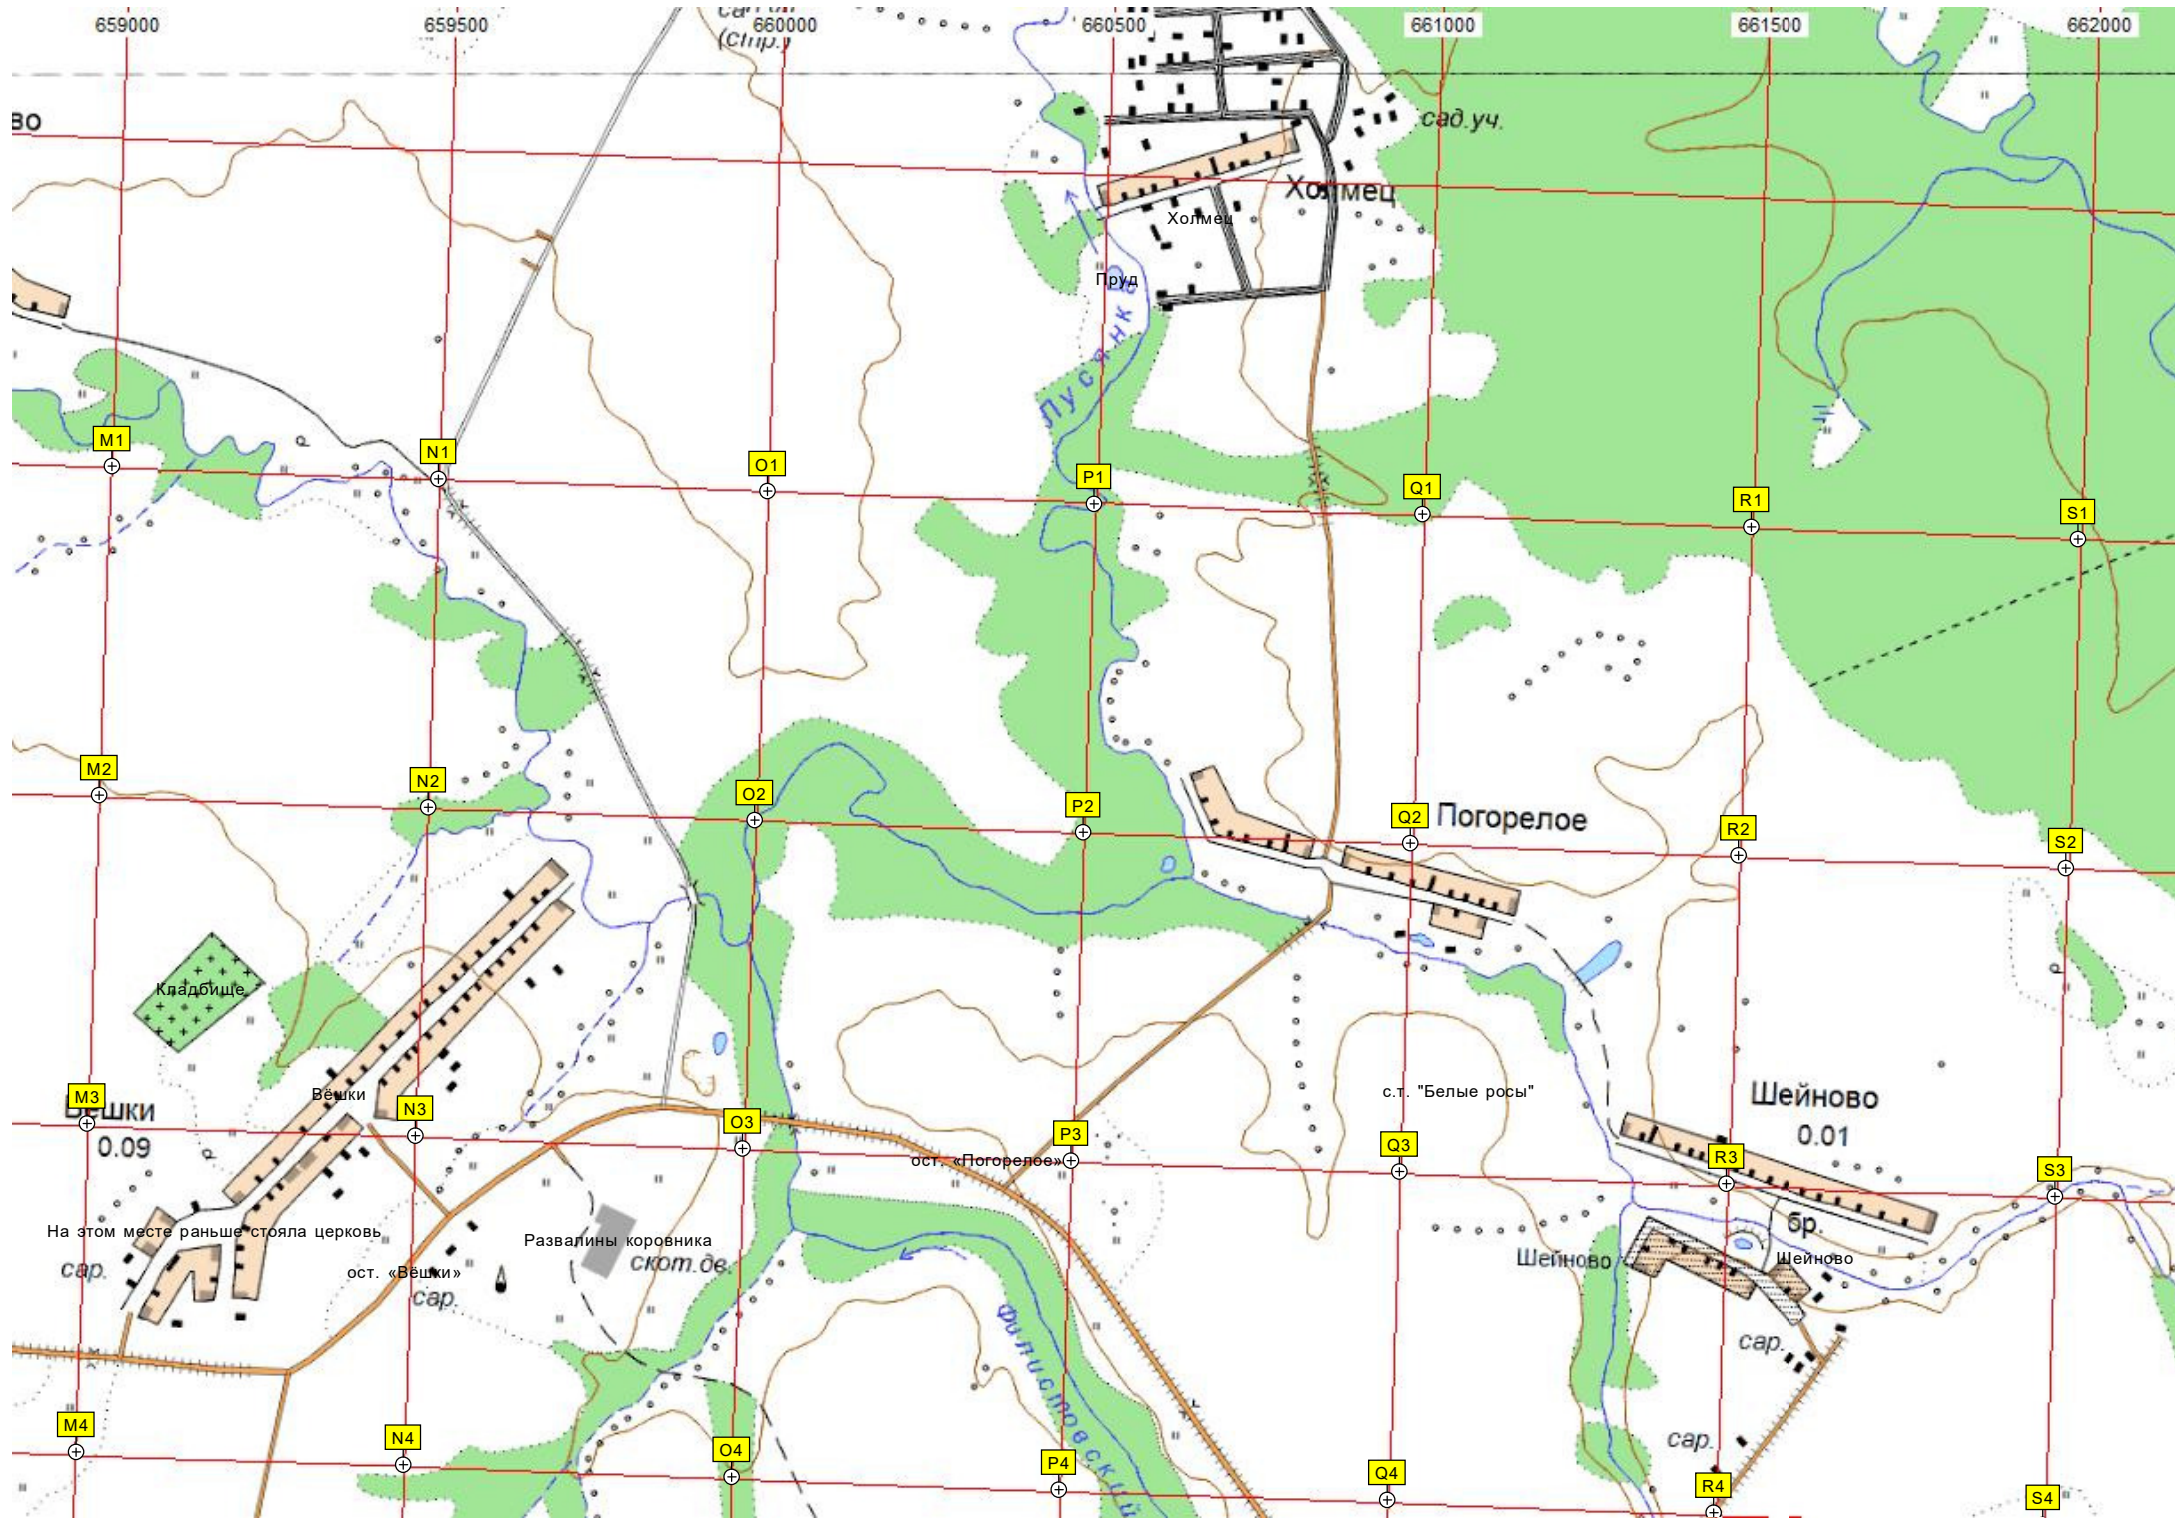 659000 659500 660000 660500 661000 661500 662000
(стр.)
во
сад.уч.
Холмец
Холмец
Пруд
Лусянка
M1 N1 O1 P1 Q1 R1 S1
M2 N2 O2 P2 Q2 R2 S2
Погорелое
Кладбище
Вёшки
с.т. "Белые росы"
Шейново
0.01
M3 N3 O3 P3 Q3 R3 S3
Вёшки
0.09
ост. «Погорелое»
На этом месте раньше стояла церковь
бр.
Развалины коровника
скот.дв.
Шейново
Шейново
сар.
ост. «Вёшки»
сар.
Филистовский
сар.
сар.
M4 N4 O4 P4 Q4 R4 S4